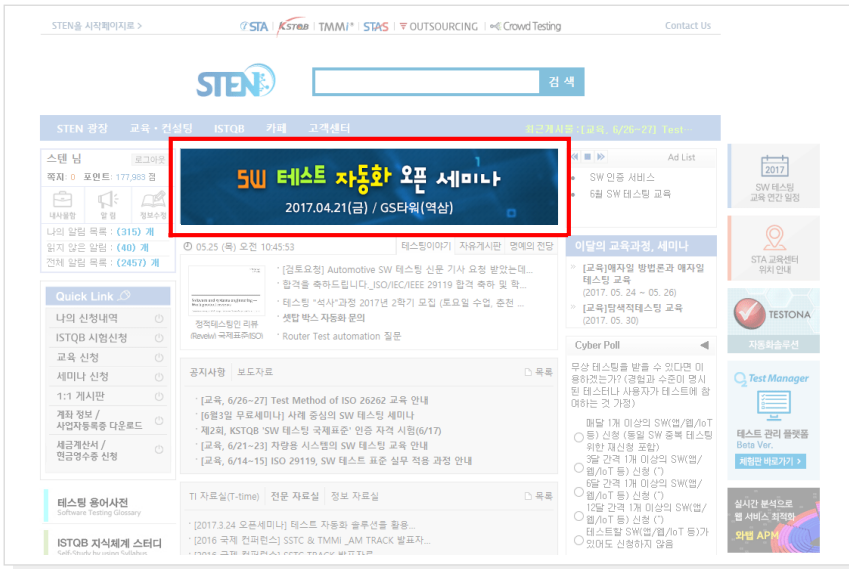 STEN을 시작페이지로 >
STA | KSTQB | TMMi® | STAS | OUTSOURCING | Crowd Testing
Contact Us
STEN
검 색
STEN 광장 교육·컨설팅 ISTQB 카페 고객센터
최근게시물 :[교육, 6/26~27] Test
스텐 님
로그아웃
쪽지: 0 포인트: 177,983 점
내사물함 알 림 정보수정
나의 알림 목록 : (315) 개
읽지 않은 알림 : (40) 개
전체 알림 목록 : (2457) 개
SW 테스트 자동화 오픈 세미나
2017.04.21(금) / GS타워(역삼)
Ad List
SW 인증 서비스
6월 SW 테스팅 교육
2017
SW 테스팅
교육 연간 일정
05.25 (목) 오전 10:45:53
테스팅이야기 자유게시판 명예의 전당
정적테스팅인 리뷰
(Reveiw) 국제표준(ISO)
[검토요청] Automotive SW 테스팅 신문 기사 요청 받았는데...
합격을 축하드립니다._ISO/IEC/IEEE 29119 합격 축하 및 학...
테스팅 "석사"과정 2017년 2학기 모집 (토요일 수업, 춘천 ...
셋탑 박스 자동화 문의
Router Test automation 질문
이달의 교육과정, 세미나
[교육]애자일 방법론과 애자일
테스팅 교육
(2017. 05. 24 ~ 05. 26)
[교육]탐색적테스팅 교육
(2017. 05. 30)
STA 교육센터
위치 안내
TESTONA
자동화솔루션
Quick Link
나의 신청내역
ISTQB 시험신청
교육 신청
세미나 신청
1:1 게시판
계좌 정보 /
사업자등록증 다운로드
세금계산서 /
현금영수증 신청
공지사항 보도자료
목록
[교육, 6/26~27] Test Method of ISO 26262 교육 안내
[6월3일 무료세미나] 사례 중심의 SW 테스팅 세미나
제2회, KSTQB 'SW 테스팅 국제표준' 인증 자격 시험(6/17)
[교육, 6/21~23] 자동차용 시스템의 SW 테스팅 교육 안내
[교육, 6/14~15] ISO 29119, SW 테스트 표준 실무 적용 과정 안내
Cyber Poll
무상 테스팅을 받을 수 있다면 이
용하겠는가? (경험과 수준이 명시
된 테스터나 사용자가 테스트에 참
여하는 것 가정)
매달 1개 이상의 SW(앱/웹/IoT
등) 신청 (동일 SW 중복 테스팅
위한 재신청 포함)
3달 간격 1개 이상의 SW(앱/
웹/IoT 등) 신청 (")
6달 간격 1개 이상의 SW(앱/
웹/IoT 등) 신청 (")
12달 간격 1개 이상의 SW(앱/
웹/IoT 등) 신청 (")
테스트할 SW(앱/웹/IoT 등)가
있어도 신청하지 않음
Test Manager
테스트 관리 플랫폼
Beta Ver.
체험판 바로가기 >
테스팅 용어사전
Software Testing Glossary
ISTQB 지식체계 스터디
Self-Study by using Syllabus
TI 자료실(T-time) 전문 자료실 정보 자료실
목록
[2017.3.24 오픈세미나] 테스트 자동화 솔루션을 활용...
[2016 국제 컨퍼런스] SSTC & TMMi _AM TRACK 발표자...
[2016 국제 컨퍼런스] SSTC TRACK 발표자료
실시간 분석으로
웹 서비스 최적화
와탭 APM